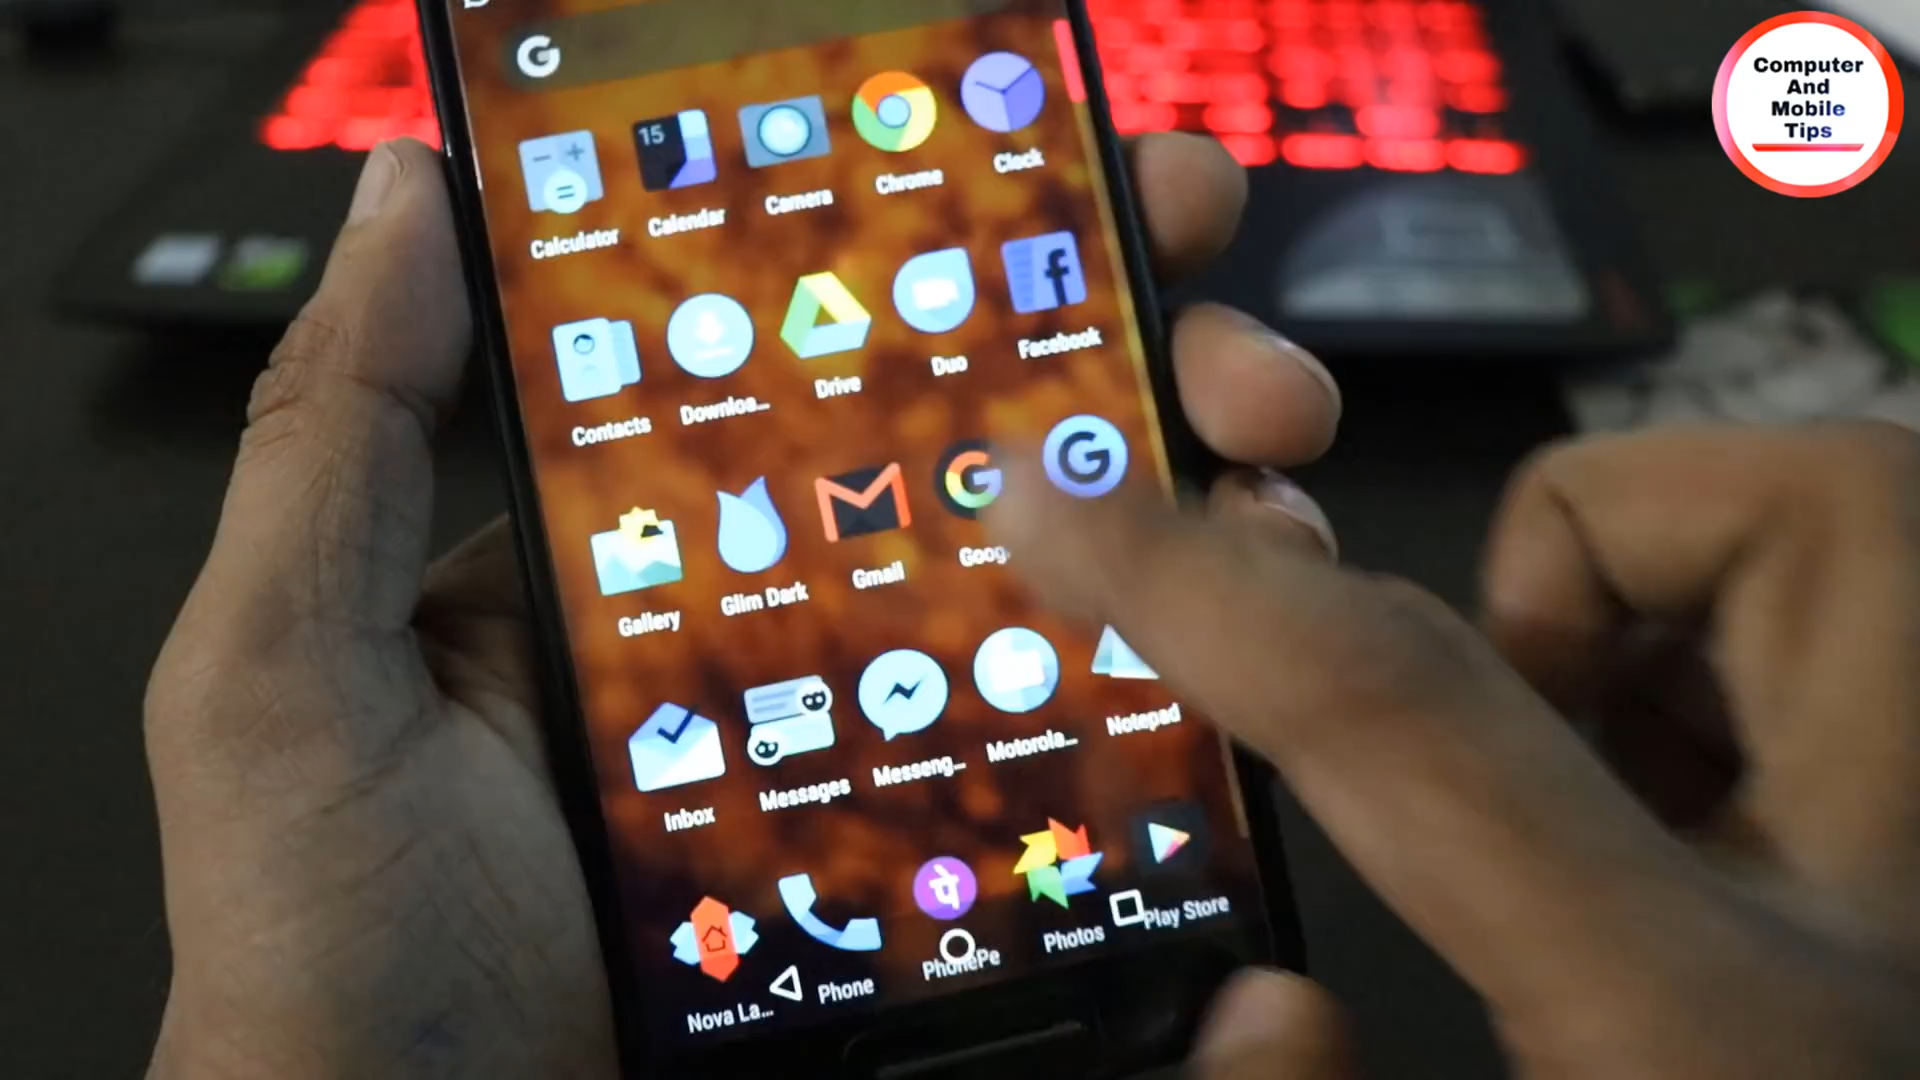 Computer
And
Mobile
Tips
15
Calculator
Calendar
Camera
Chrome
Clock
Contacts
Downloa...
Drive
Duo
Facebook
Gallery
Glim Dark
Gmail
Goog
Inbox
Messages
Messeng...
Motorola...
Notepad
पे
Nova La...
Phone
PhonePe
Photos
Play Store